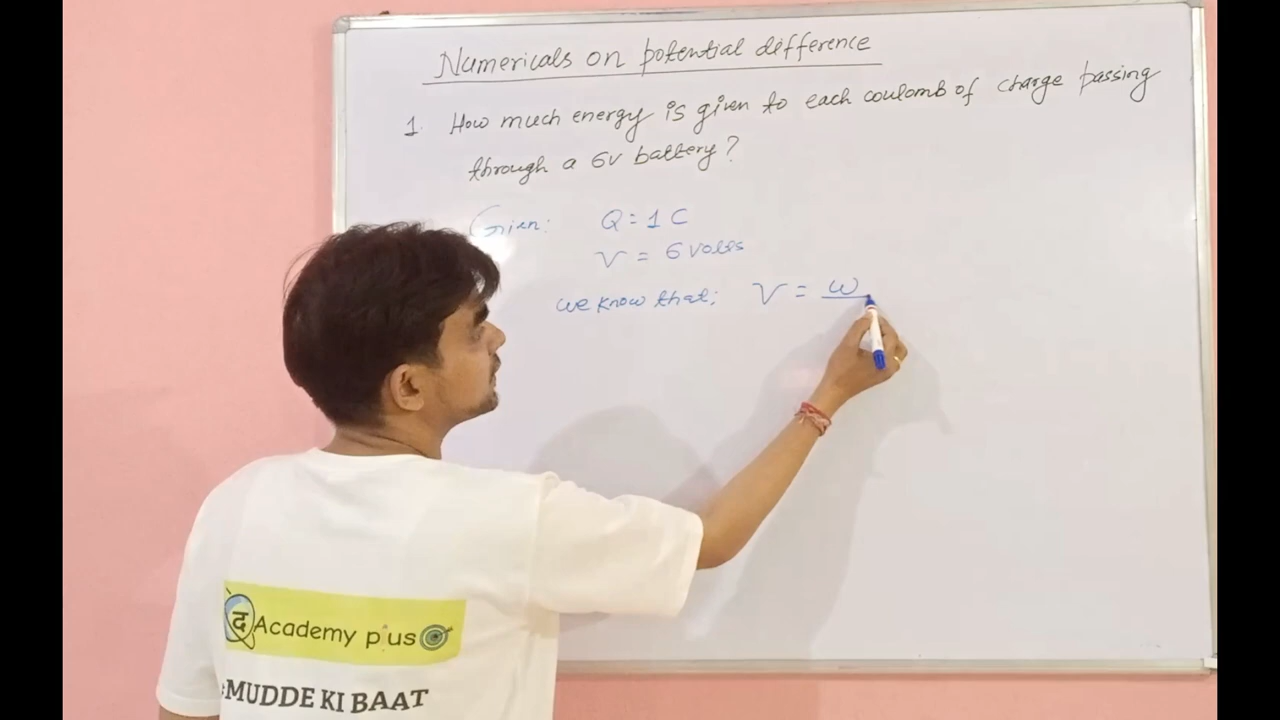 Numericals on potential difference
1. How much energy is given to each coulomb of charge passing
through a 6V battery?
Given: Q = 1 C
V = 6 Volts
we know that; V = W
द Academy plus
#MUDDE KI BAAT